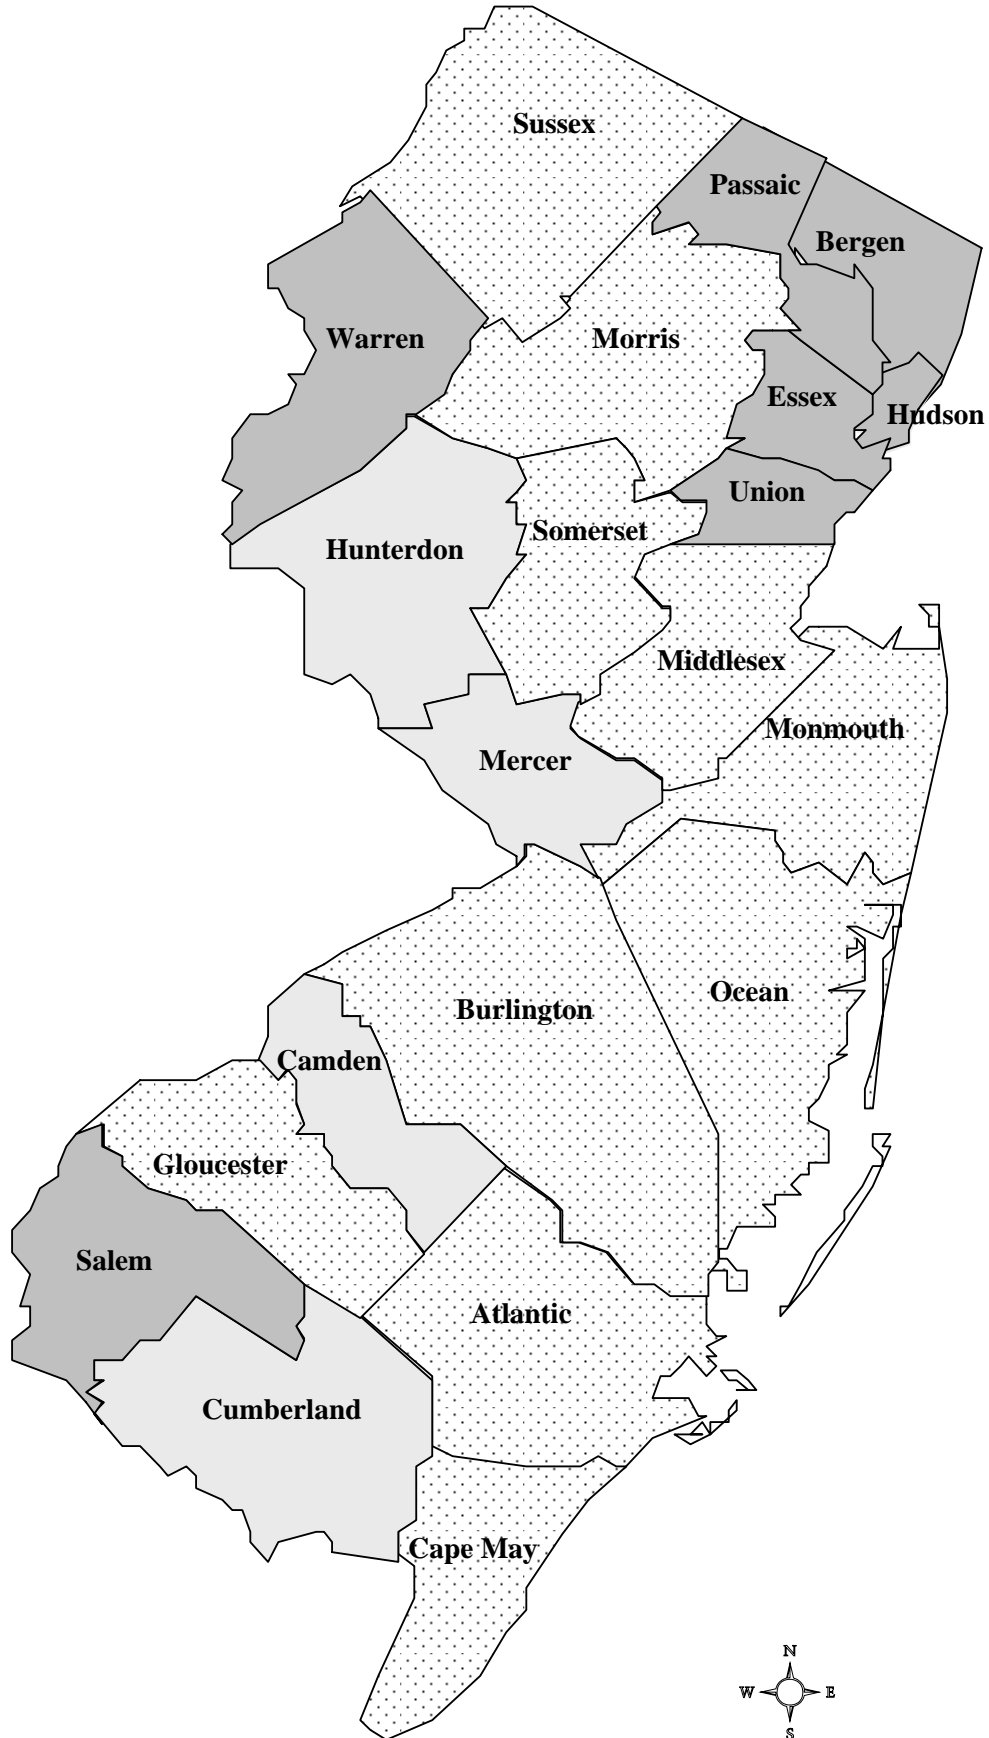 Sussex
Passaic
Bergen
Warren
Morris
Essex
Hudson
Union
Somerset
Hunterdon
Middlesex
Monmouth
Mercer
Ocean
Burlington
Camden
Gloucester
Salem
Atlantic
Cumberland
Cape May
N
W E
S